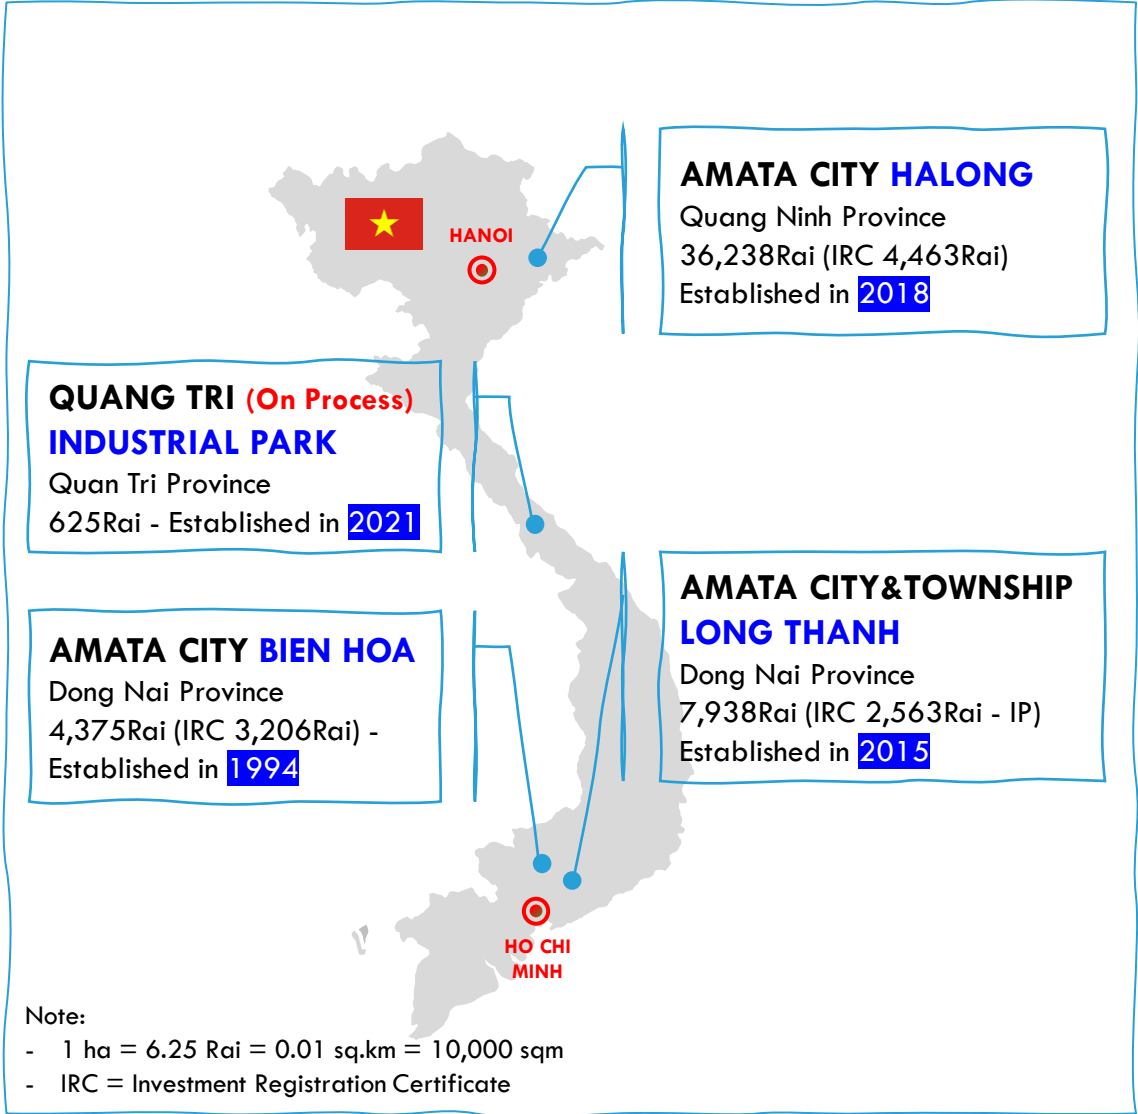 AMATA CITY HALONG
Quang Ninh Province
36,238Rai (IRC 4,463Rai)
Established in 2018
HANOI
QUANG TRI (On Process)
INDUSTRIAL PARK
Quan Tri Province
625Rai - Established in 2021
AMATA CITY&TOWNSHIP
LONG THANH
Dong Nai Province
7,938Rai (IRC 2,563Rai - IP)
Established in 2015
AMATA CITY BIEN HOA
Dong Nai Province
4,375Rai (IRC 3,206Rai) -
Established in 1994
HO CHI
MINH
Note:
- 1 ha = 6.25 Rai = 0.01 sq.km = 10,000 sqm
- IRC = Investment Registration Certificate